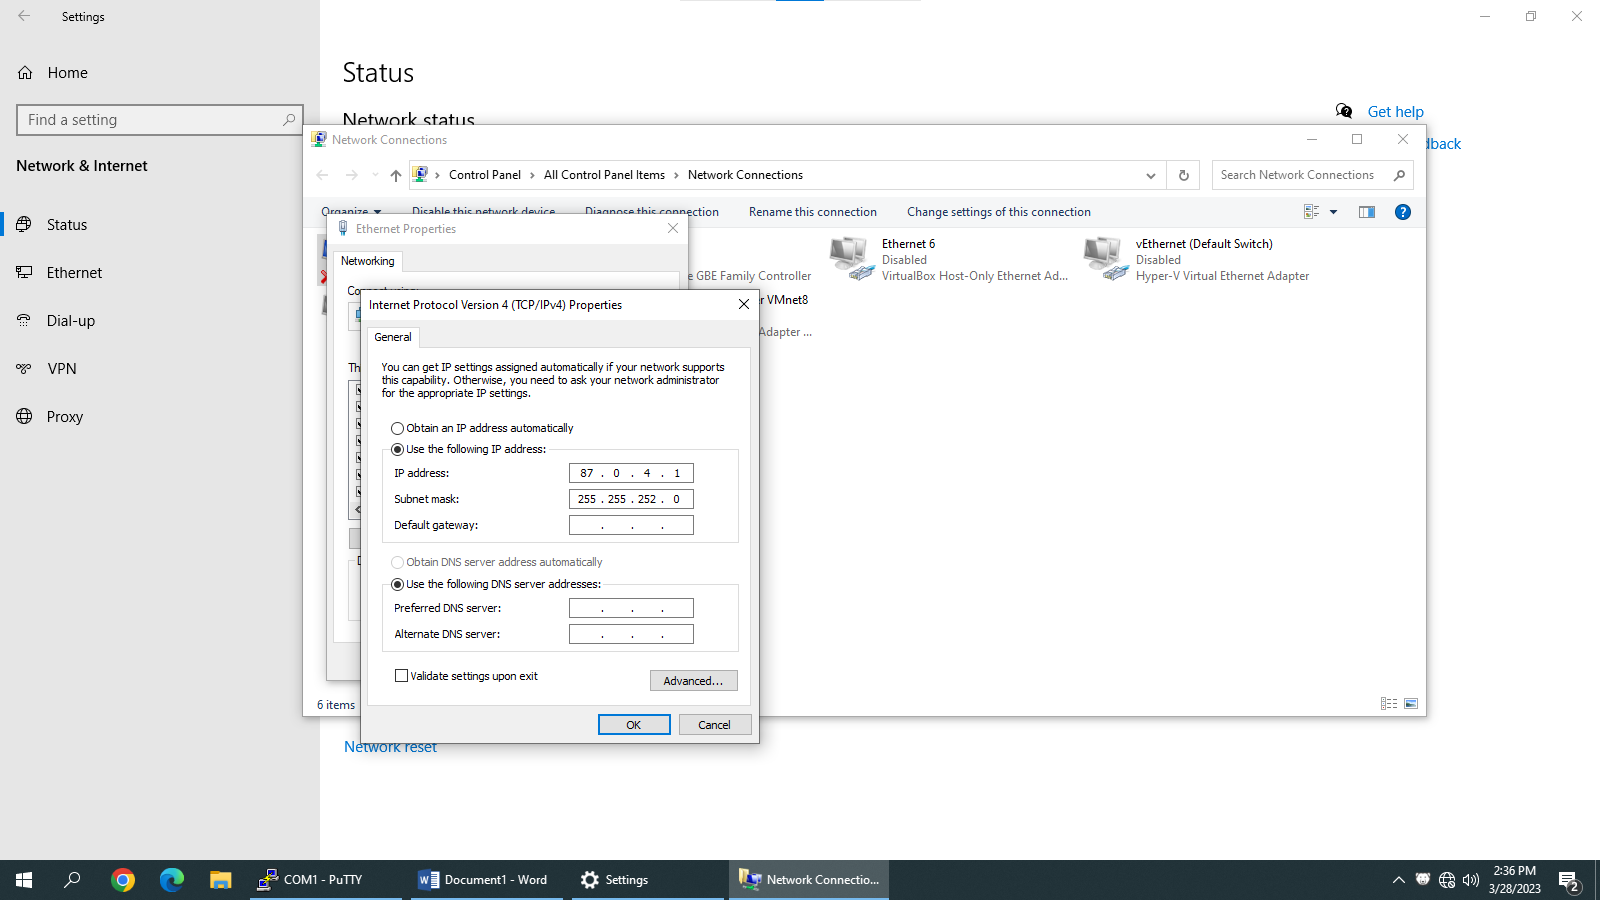 Settings
Home
Find a setting
Network & Internet
Status
Ethernet
Dial-up
VPN
Proxy
Status
Network status
Get help
dback
Network Connections
Control Panel > All Control Panel Items > Network Connections
Search Network Connections
Organize
Disable this network device
Diagnose this connection
Rename this connection
Change settings of this connection
Ethernet 6
Disabled
VirtualBox Host-Only Ethernet Ad...
vEthernet (Default Switch)
Disabled
Hyper-V Virtual Ethernet Adapter
e GBE Family Controller
r VMnet8
Adapter ...
6 items
Ethernet Properties
Networking
Connect using:
Th
Internet Protocol Version 4 (TCP/IPv4) Properties
General
You can get IP settings assigned automatically if your network supports
this capability. Otherwise, you need to ask your network administrator
for the appropriate IP settings.
Obtain an IP address automatically
Use the following IP address:
IP address: 87 . 0 . 4 . 1
Subnet mask: 255 . 255 . 252 . 0
Default gateway: . . .
Obtain DNS server address automatically
Use the following DNS server addresses:
Preferred DNS server: . . .
Alternate DNS server: . . .
Validate settings upon exit
Advanced...
OK
Cancel
Network reset
COM1 - PuTTY
Document1 - Word
Settings
Network Connectio...
2:36 PM
3/28/2023
2